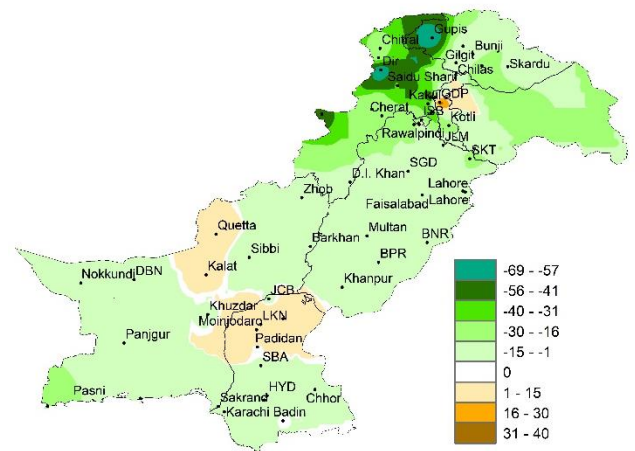 Gupis
Chitral
Bunji
Gilgit
Dir
Chilas
Skardu
Saidu Sharif
Kakul
GDP
Cherat
ISB
Kotli
Rawalpindi
JLM
SKT
SGD
D.I. Khan
Zhob
Lahore
Faisalabad
Lahore
Quetta
Multan
BNR
Sibbi
Barkhan
BPR
Kalat
Nokkundi
DBN
Khanpur
JCB
Khuzdar
Moinjodaro
LKN
Panjgur
Padidan
SBA
Pasni
HYD
Chhor
Sakrand
Karachi
Badin
-69 - -57
-56 - -41
-40 - -31
-30 - -16
-15 - -1
0
1 - 15
16 - 30
31 - 40